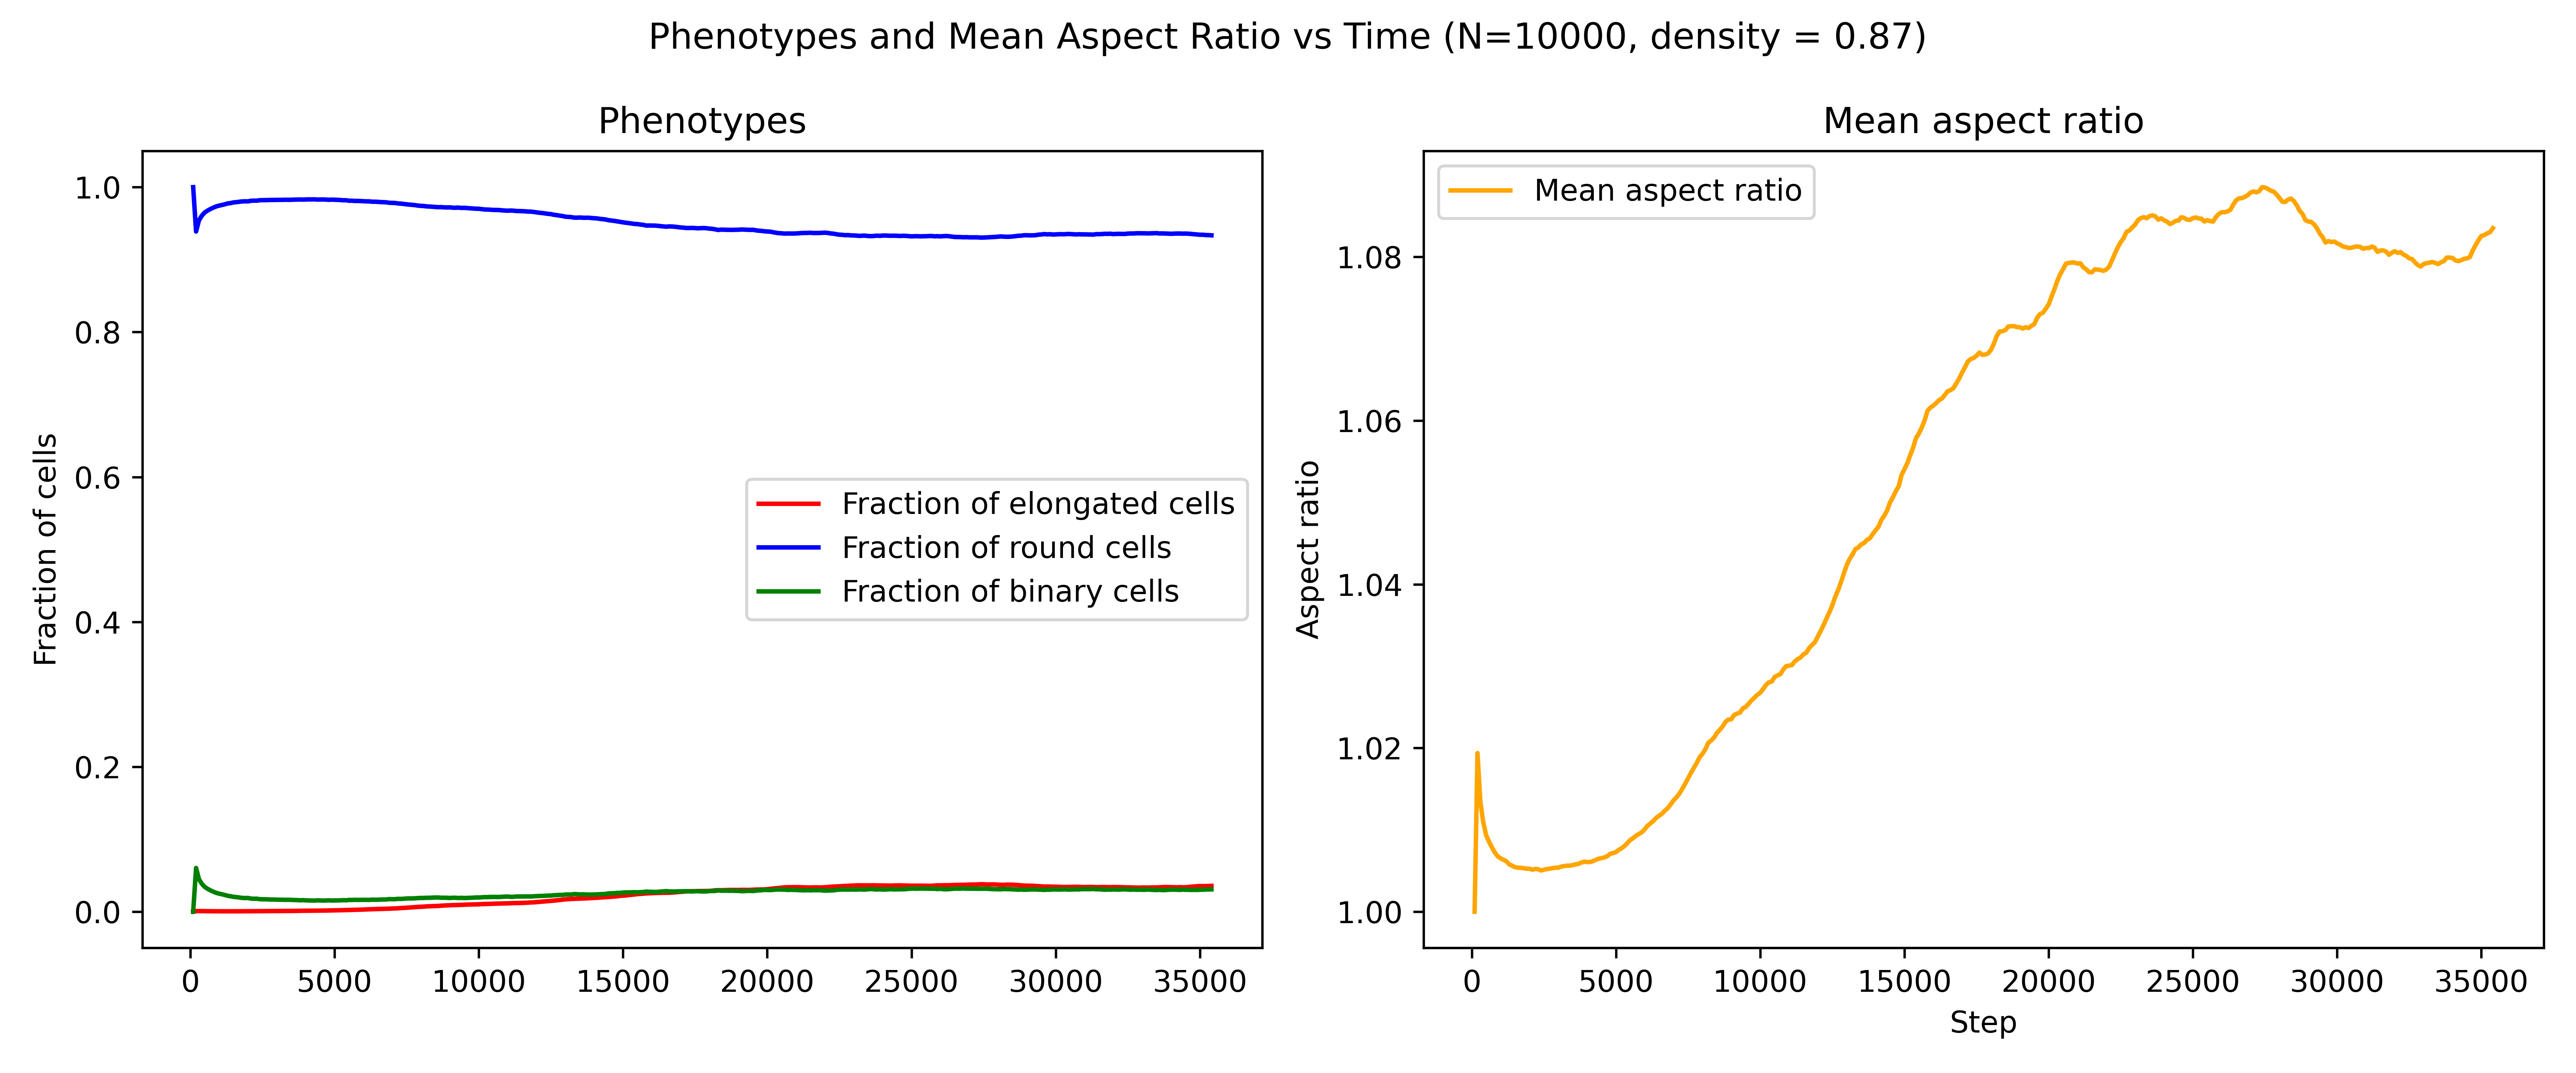 Phenotypes and Mean Aspect Ratio vs Time (N=10000, density = 0.87)
Phenotypes
Fraction of cells
1.0
0.8
0.6
0.4
0.2
0.0
Fraction of elongated cells
Fraction of round cells
Fraction of binary cells
0 5000 10000 15000 20000 25000 30000 35000
Mean aspect ratio
Mean aspect ratio
Aspect ratio
1.08
1.06
1.04
1.02
1.00
0 5000 10000 15000 20000 25000 30000 35000
Step